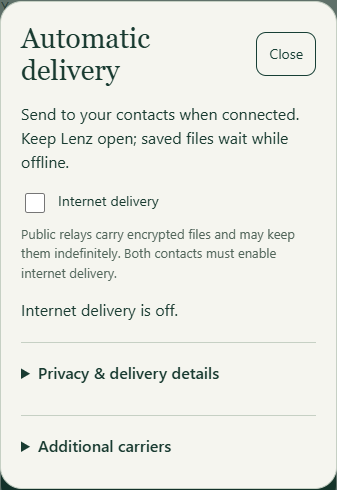 Automatic
delivery
Close
Send to your contacts when connected.
Keep Lenz open; saved files wait while
offline.
Internet delivery
Public relays carry encrypted files and may keep
them indefinitely. Both contacts must enable
internet delivery.
Internet delivery is off.
Privacy & delivery details
Additional carriers